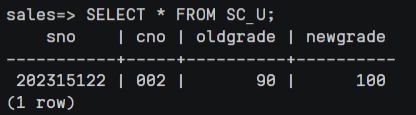 sales=> SELECT * FROM SC_U;
    sno    | cno | oldgrade | newgrade
-----------+-----+----------+----------
 202315122 | 002 |       90 |      100
(1 row)